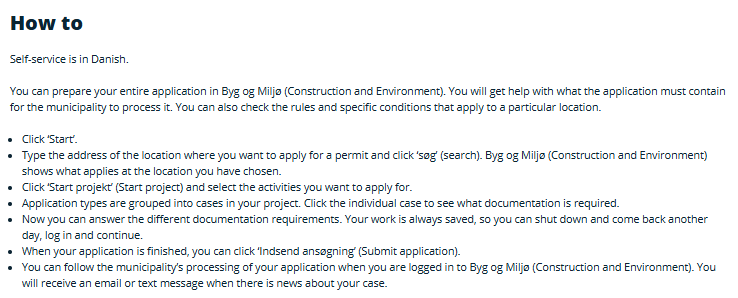 How to
Self-service is in Danish.
You can prepare your entire application in Byg og Miljø (Construction and Environment). You will get help with what the application must contain
for the municipality to process it. You can also check the rules and specific conditions that apply to a particular location.
• Click ‘Start’.
• Type the address of the location where you want to apply for a permit and click ‘søg’ (search). Byg og Miljø (Construction and Environment)
shows what applies at the location you have chosen.
• Click ‘Start projekt’ (Start project) and select the activities you want to apply for.
• Application types are grouped into cases in your project. Click the individual case to see what documentation is required.
• Now you can answer the different documentation requirements. Your work is always saved, so you can shut down and come back another
day, log in and continue.
• When your application is finished, you can click ‘Indsend ansøgning’ (Submit application).
• You can follow the municipality’s processing of your application when you are logged in to Byg og Miljø (Construction and Environment). You
will receive an email or text message when there is news about your case.